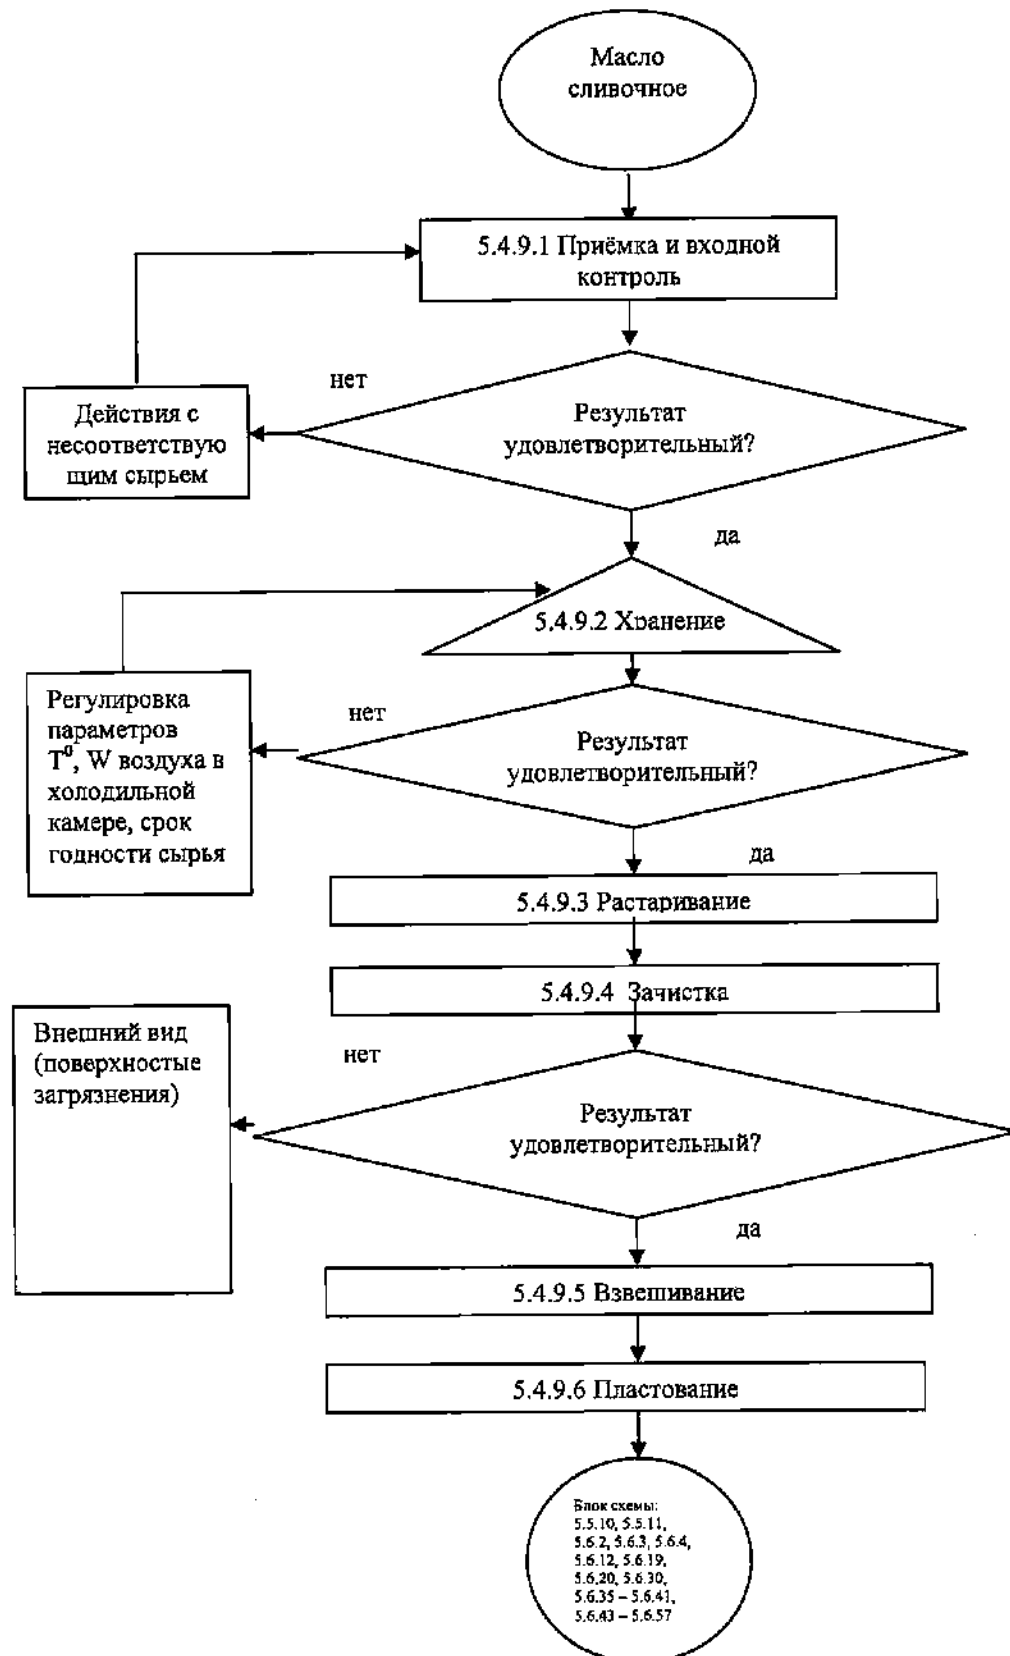 Масло
сливочное
5.4.9.1 Приёмка и входной
контроль
нет
Действия с
несоответствую
щим сырьем
Результат
удовлетворительный?
да
5.4.9.2 Хранение
Регулировка
параметров
T⁰, W воздуха в
холодильной
камере, срок
годности сырья
нет
Результат
удовлетворительный?
да
5.4.9.3 Растаривание
5.4.9.4 Зачистка
Внешний вид
(поверхностые
загрязнения)
нет
Результат
удовлетворительный?
да
5.4.9.5 Взвешивание
5.4.9.6 Пластование
Блок схемы:
5.5.10, 5.5.11,
5.6.2, 5.6.3, 5.6.4,
5.6.12, 5.6.19,
5.6.20, 5.6.30,
5.6.35 – 5.6.41,
5.6.43 – 5.6.57